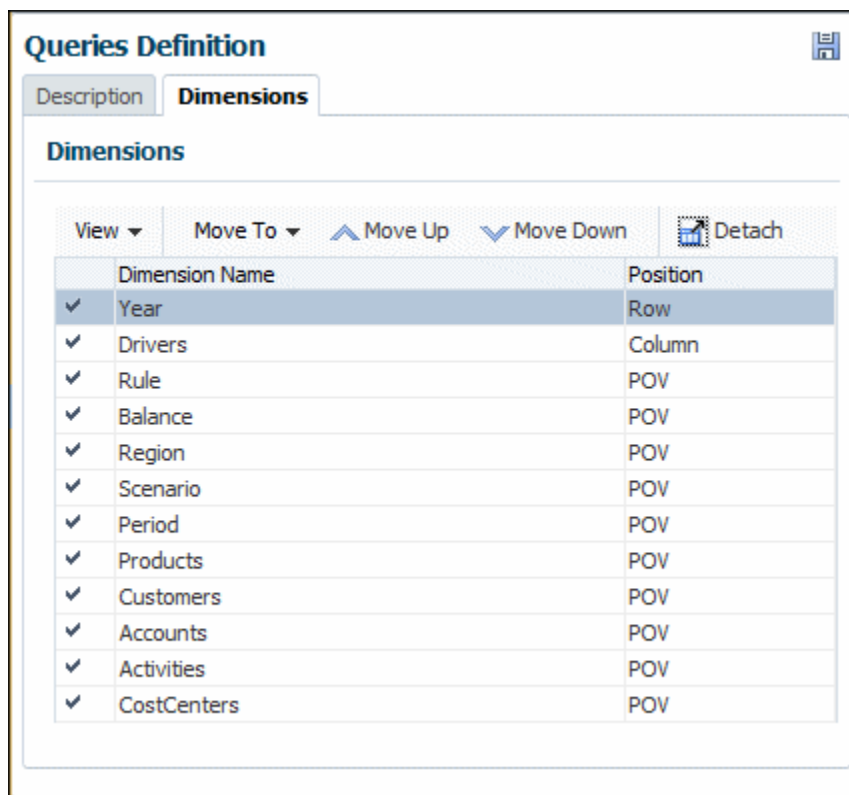 Queries Definition
Description Dimensions
Dimensions
View Move To Move Up Move Down Detach
Dimension Name Position
Year Row
Drivers Column
Rule POV
Balance POV
Region POV
Scenario POV
Period POV
Products POV
Customers POV
Accounts POV
Activities POV
CostCenters POV